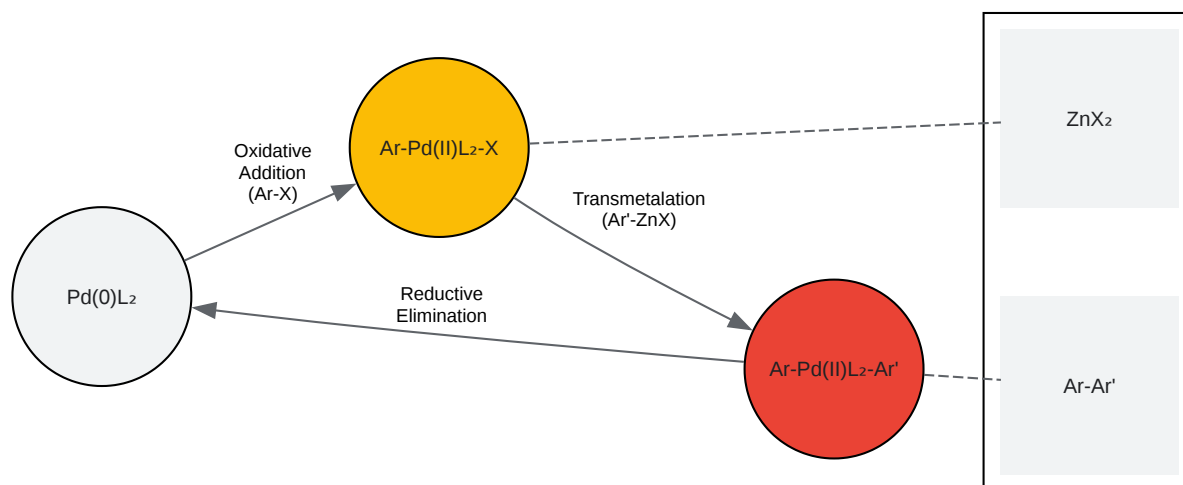 ZnX₂
Oxidative
Addition
(Ar-X)
Ar-Pd(II)L₂-X
Transmetalation
(Ar'-ZnX)
Pd(0)L₂
Reductive
Elimination
Ar-Pd(II)L₂-Ar'
Ar-Ar'